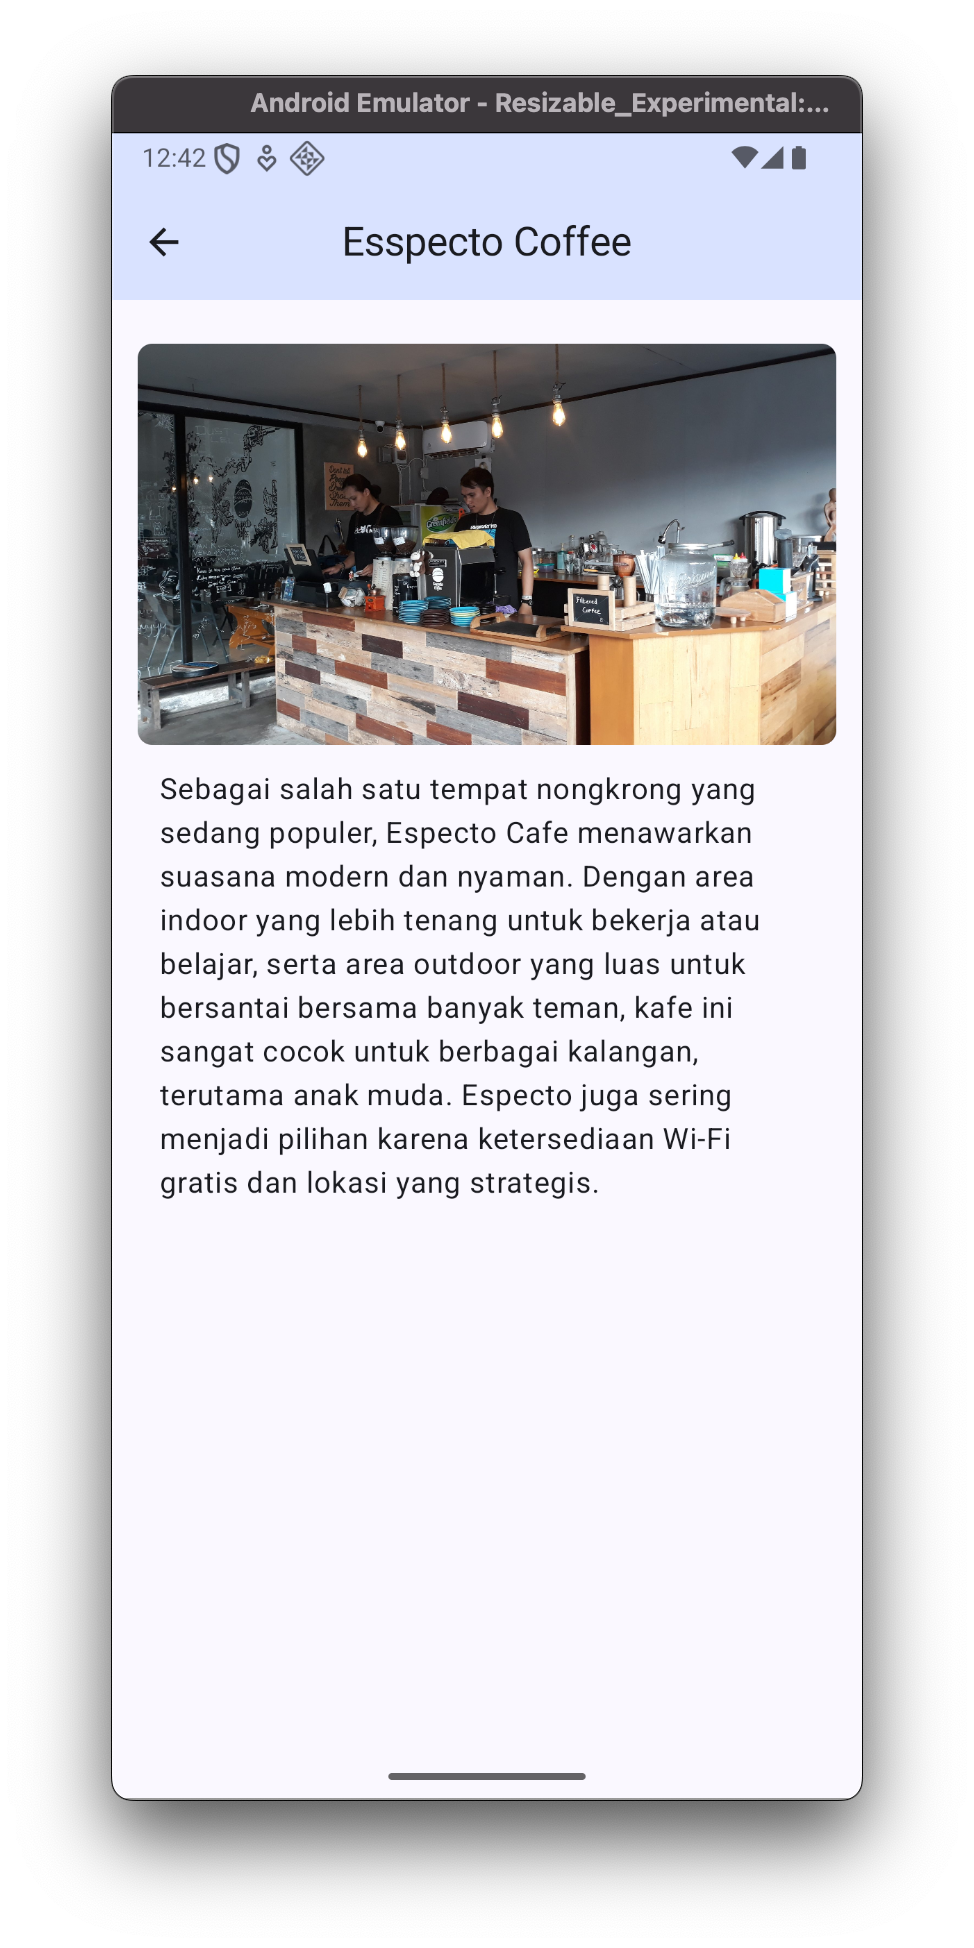 Android Emulator - Resizable_Experimental:...
12:42
Esspecto Coffee
Filtered
Coffee
Sebagai salah satu tempat nongkrong yang
sedang populer, Especto Cafe menawarkan
suasana modern dan nyaman. Dengan area
indoor yang lebih tenang untuk bekerja atau
belajar, serta area outdoor yang luas untuk
bersantai bersama banyak teman, kafe ini
sangat cocok untuk berbagai kalangan,
terutama anak muda. Especto juga sering
menjadi pilihan karena ketersediaan Wi-Fi
gratis dan lokasi yang strategis.